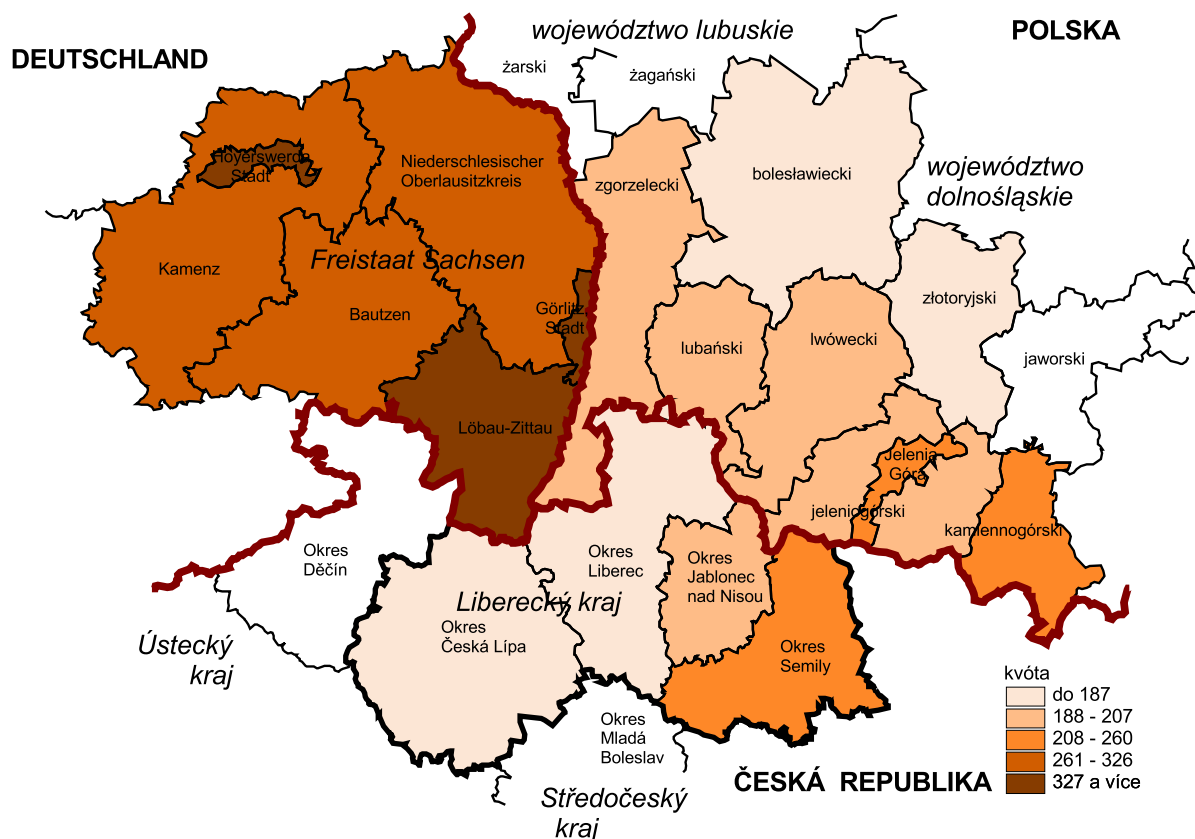 województwo lubuskie
POLSKA
DEUTSCHLAND
żarski
żagański
Hoyerswerda
Stadt
Niederschlesischer
Oberlausitzkreis
zgorzelecki
bolesławiecki
województwo
dolnośląskie
Kamenz
Freistaat Sachsen
Bautzen
Görlitz
Stadt
lubański
lwówecki
złotoryjski
jaworski
Löbau-Zittau
Jelenia
Góra
jeleniogórski
kamiennogórski
Okres
Děčín
Okres
Liberec
Okres
Jablonec
nad Nisou
Liberecký kraj
Okres
Česká Lípa
Okres
Semily
Ústecký
kraj
Okres
Mladá
Boleslav
Středočeský
kraj
ČESKÁ REPUBLIKA
kvóta
do 187
188 - 207
208 - 260
261 - 326
327 a více